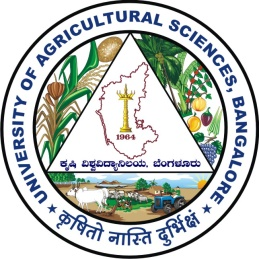 UNIVERSITY OF AGRICULTURAL SCIENCES, BANGALORE
1964
ಕೃಷಿ ವಿಶ್ವವಿದ್ಯಾನಿಲಯ, ಬೆಂಗಳೂರು
कृषितो नास्ति दुर्भिक्षं